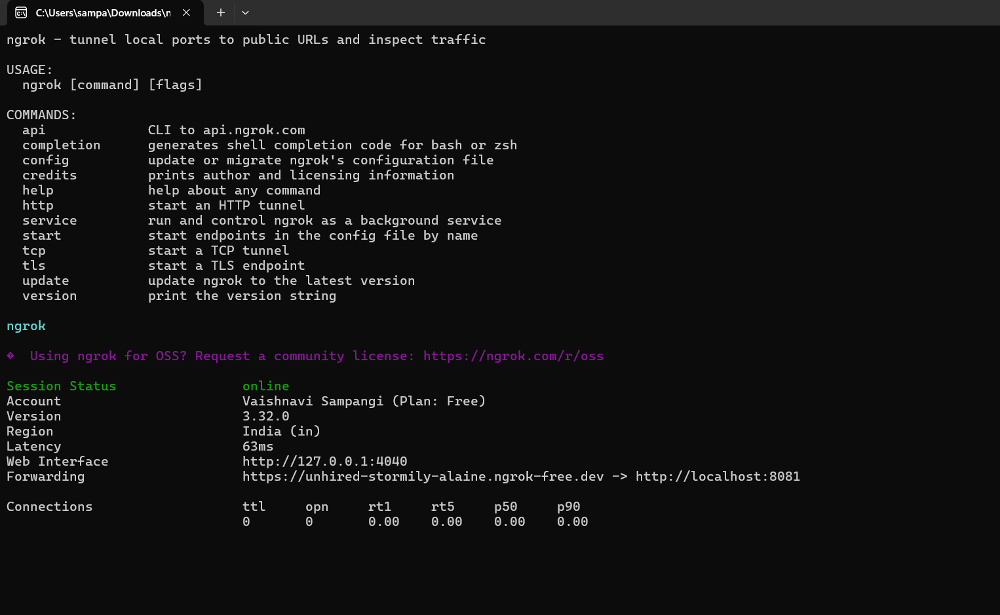 C:\Users\sampa\Downloads\n
ngrok - tunnel local ports to public URLs and inspect traffic
USAGE:
ngrok [command] [flags]
COMMANDS:
api CLI to api.ngrok.com
completion generates shell completion code for bash or zsh
config update or migrate ngrok's configuration file
credits prints author and licensing information
help help about any command
http start an HTTP tunnel
service run and control ngrok as a background service
start start endpoints in the config file by name
tcp start a TCP tunnel
tls start a TLS endpoint
update update ngrok to the latest version
version print the version string
ngrok
� Using ngrok for OSS? Request a community license: https://ngrok.com/r/oss
Session Status online
Account Vaishnavi Sampangi (Plan: Free)
Version 3.32.0
Region India (in)
Latency 63ms
Web Interface http://127.0.0.1:4040
Forwarding https://unhired-stormily-alaine.ngrok-free.dev -> http://localhost:8081
Connections ttl opn rt1 rt5 p50 p90
0 0 0.00 0.00 0.00 0.00